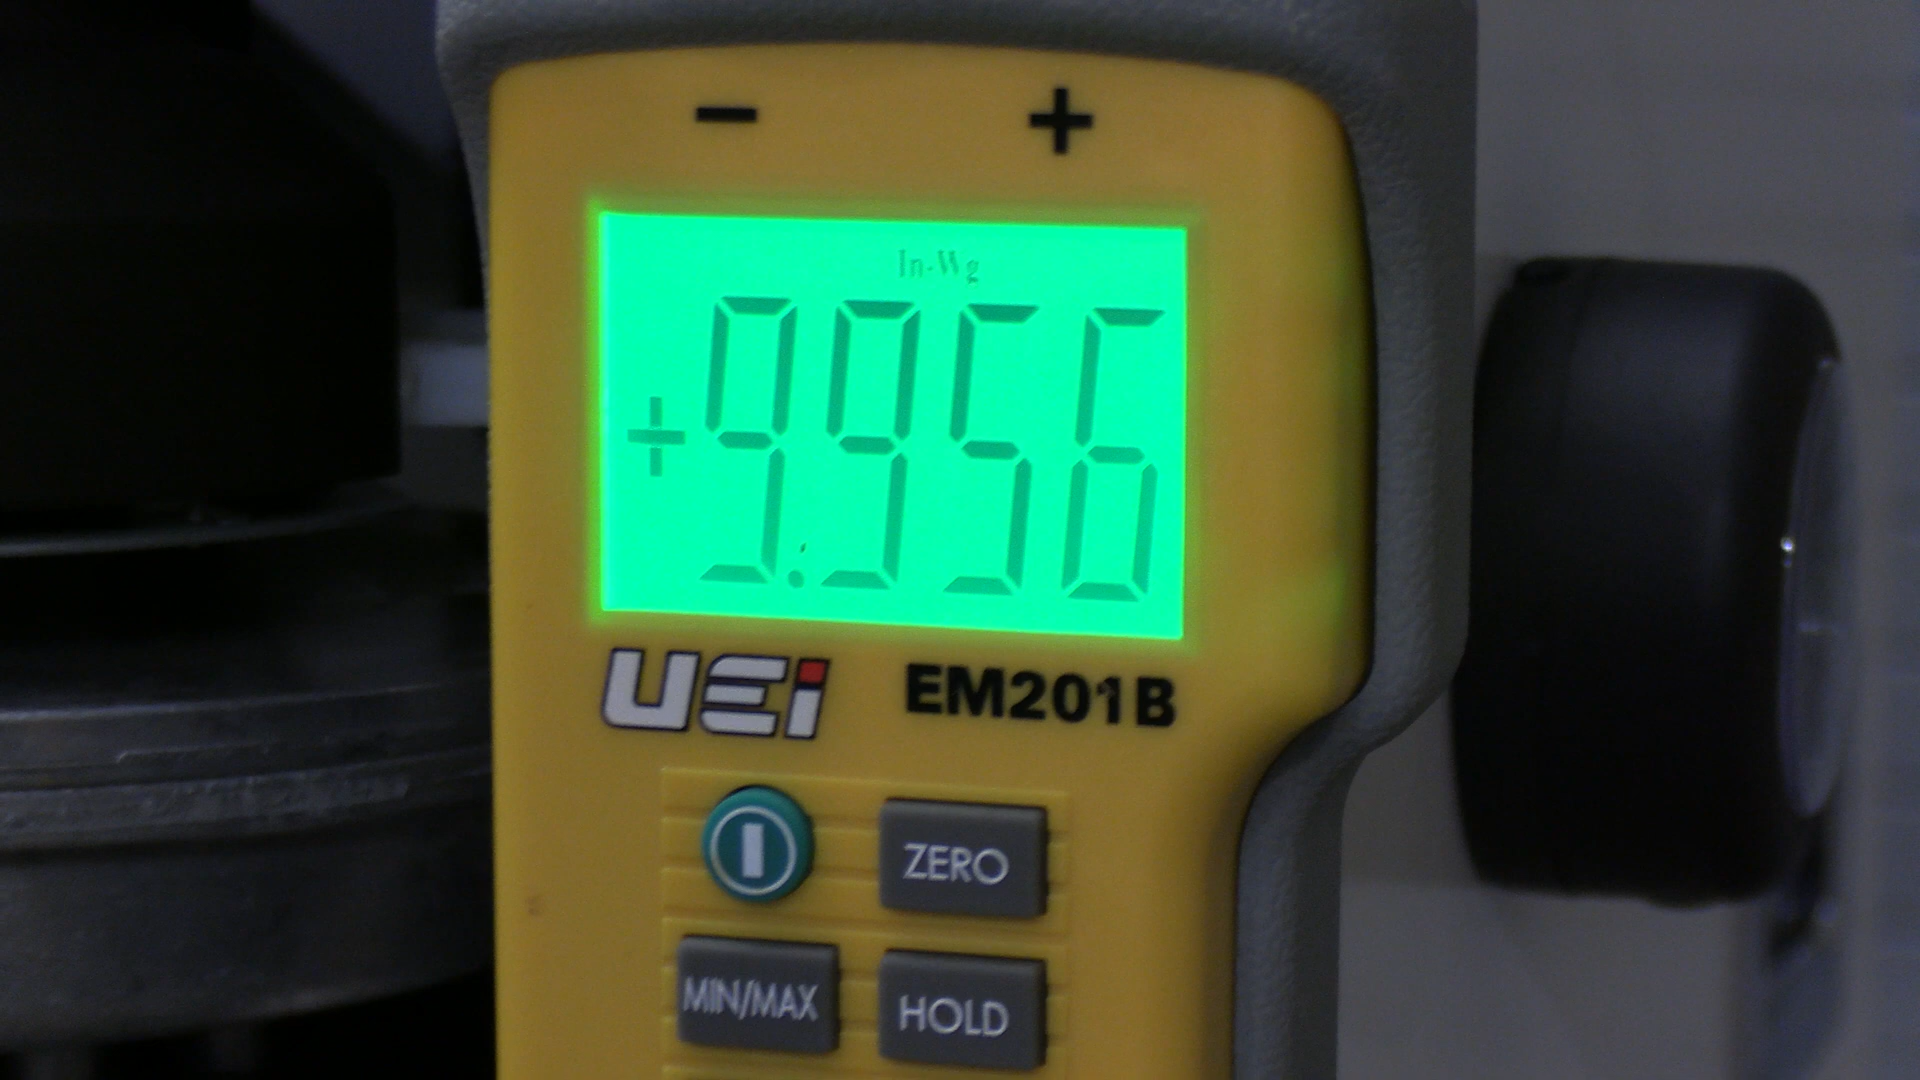 − +
In-Wg
+9.956
UEi EM201B
ZERO
MIN/MAX HOLD